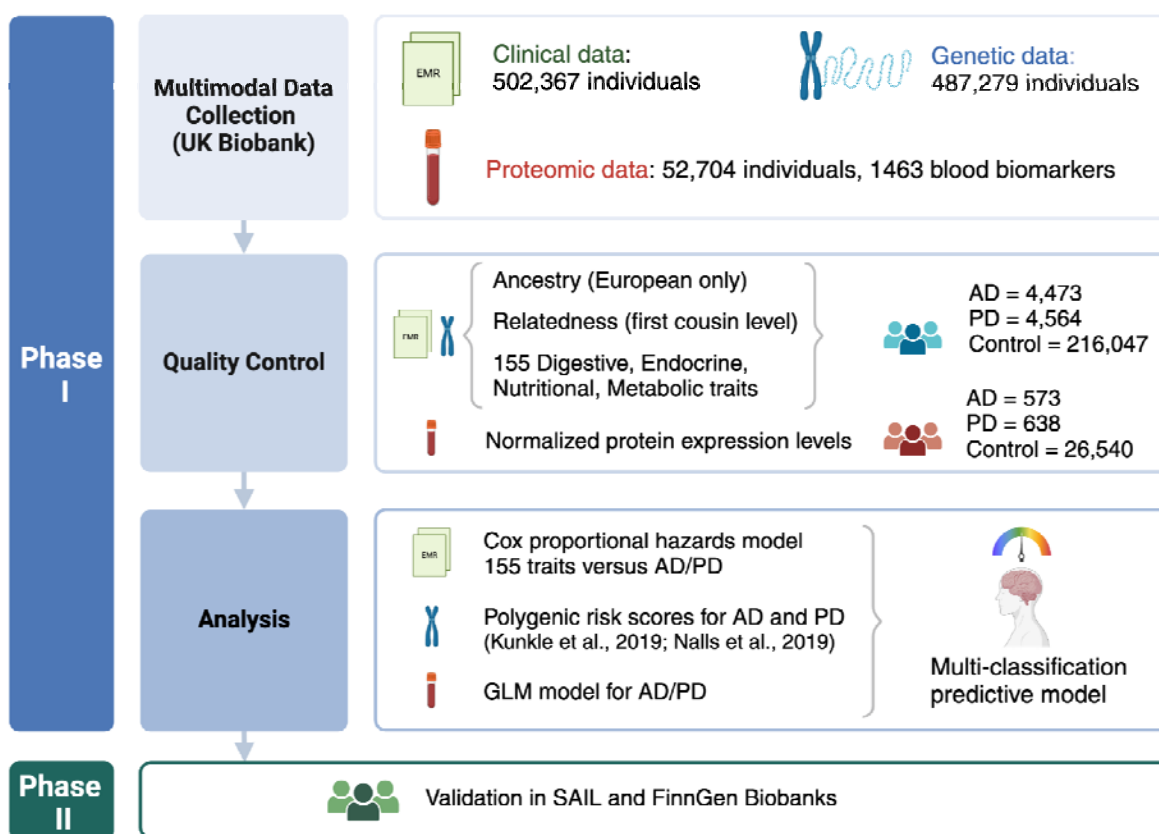 Phase
I
Multimodal Data
Collection
(UK Biobank)
EMR
Clinical data:
502,367 individuals
Genetic data:
487,279 individuals
Proteomic data: 52,704 individuals, 1463 blood biomarkers
Quality Control
EMR
Ancestry (European only)
Relatedness (first cousin level)
155 Digestive, Endocrine,
Nutritional, Metabolic traits
AD = 4,473
PD = 4,564
Control = 216,047
Normalized protein expression levels
AD = 573
PD = 638
Control = 26,540
Analysis
EMR
Cox proportional hazards model
155 traits versus AD/PD
Polygenic risk scores for AD and PD
(Kunkle et al., 2019; Nalls et al., 2019)
GLM model for AD/PD
Multi-classification
predictive model
Phase
II
Validation in SAIL and FinnGen Biobanks